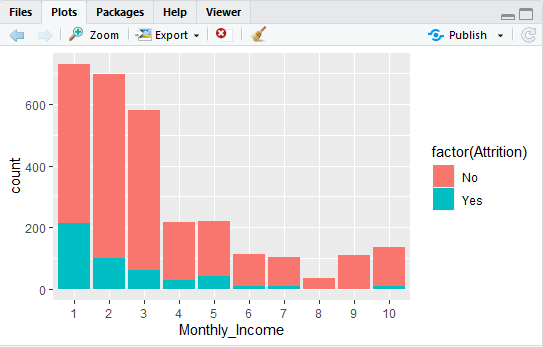 Files Plots Packages Help Viewer
Zoom Export Publish
600
400
200
0
count
1 2 3 4 5 6 7 8 9 10
Monthly_Income
factor(Attrition)
No
Yes